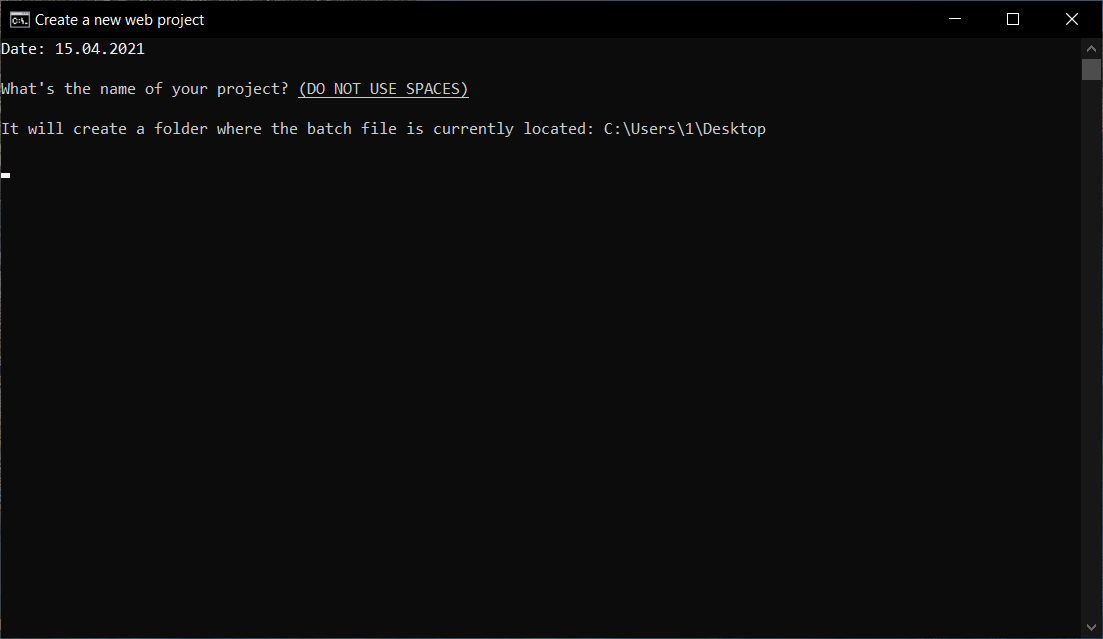 Create a new web project
Date: 15.04.2021
What's the name of your project? (DO NOT USE SPACES)
It will create a folder where the batch file is currently located: C:\Users\1\Desktop